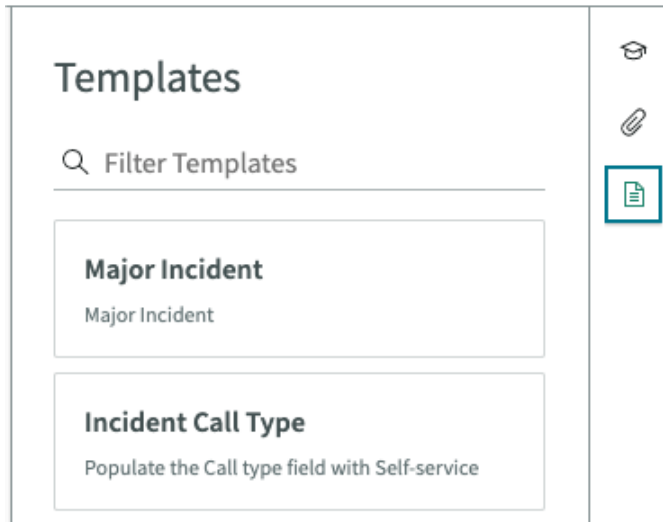 Templates
Filter Templates
Major Incident
Major Incident
Incident Call Type
Populate the Call type field with Self-service